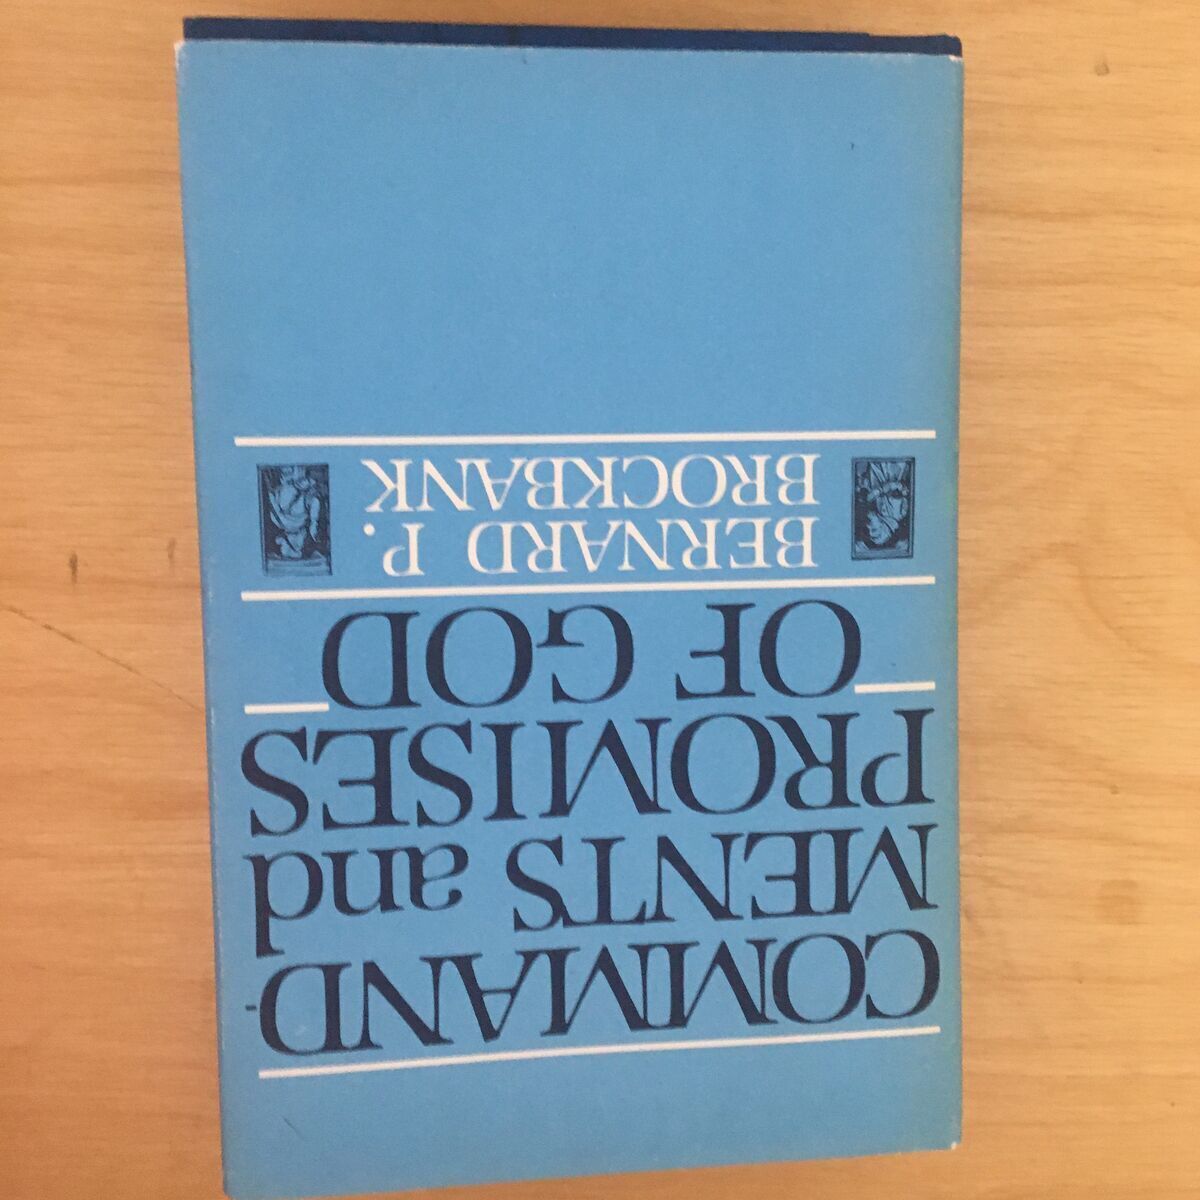 COMMAND-
MENTS and
PROMISES
OF GOD
BERNARD P.
BROCKBANK